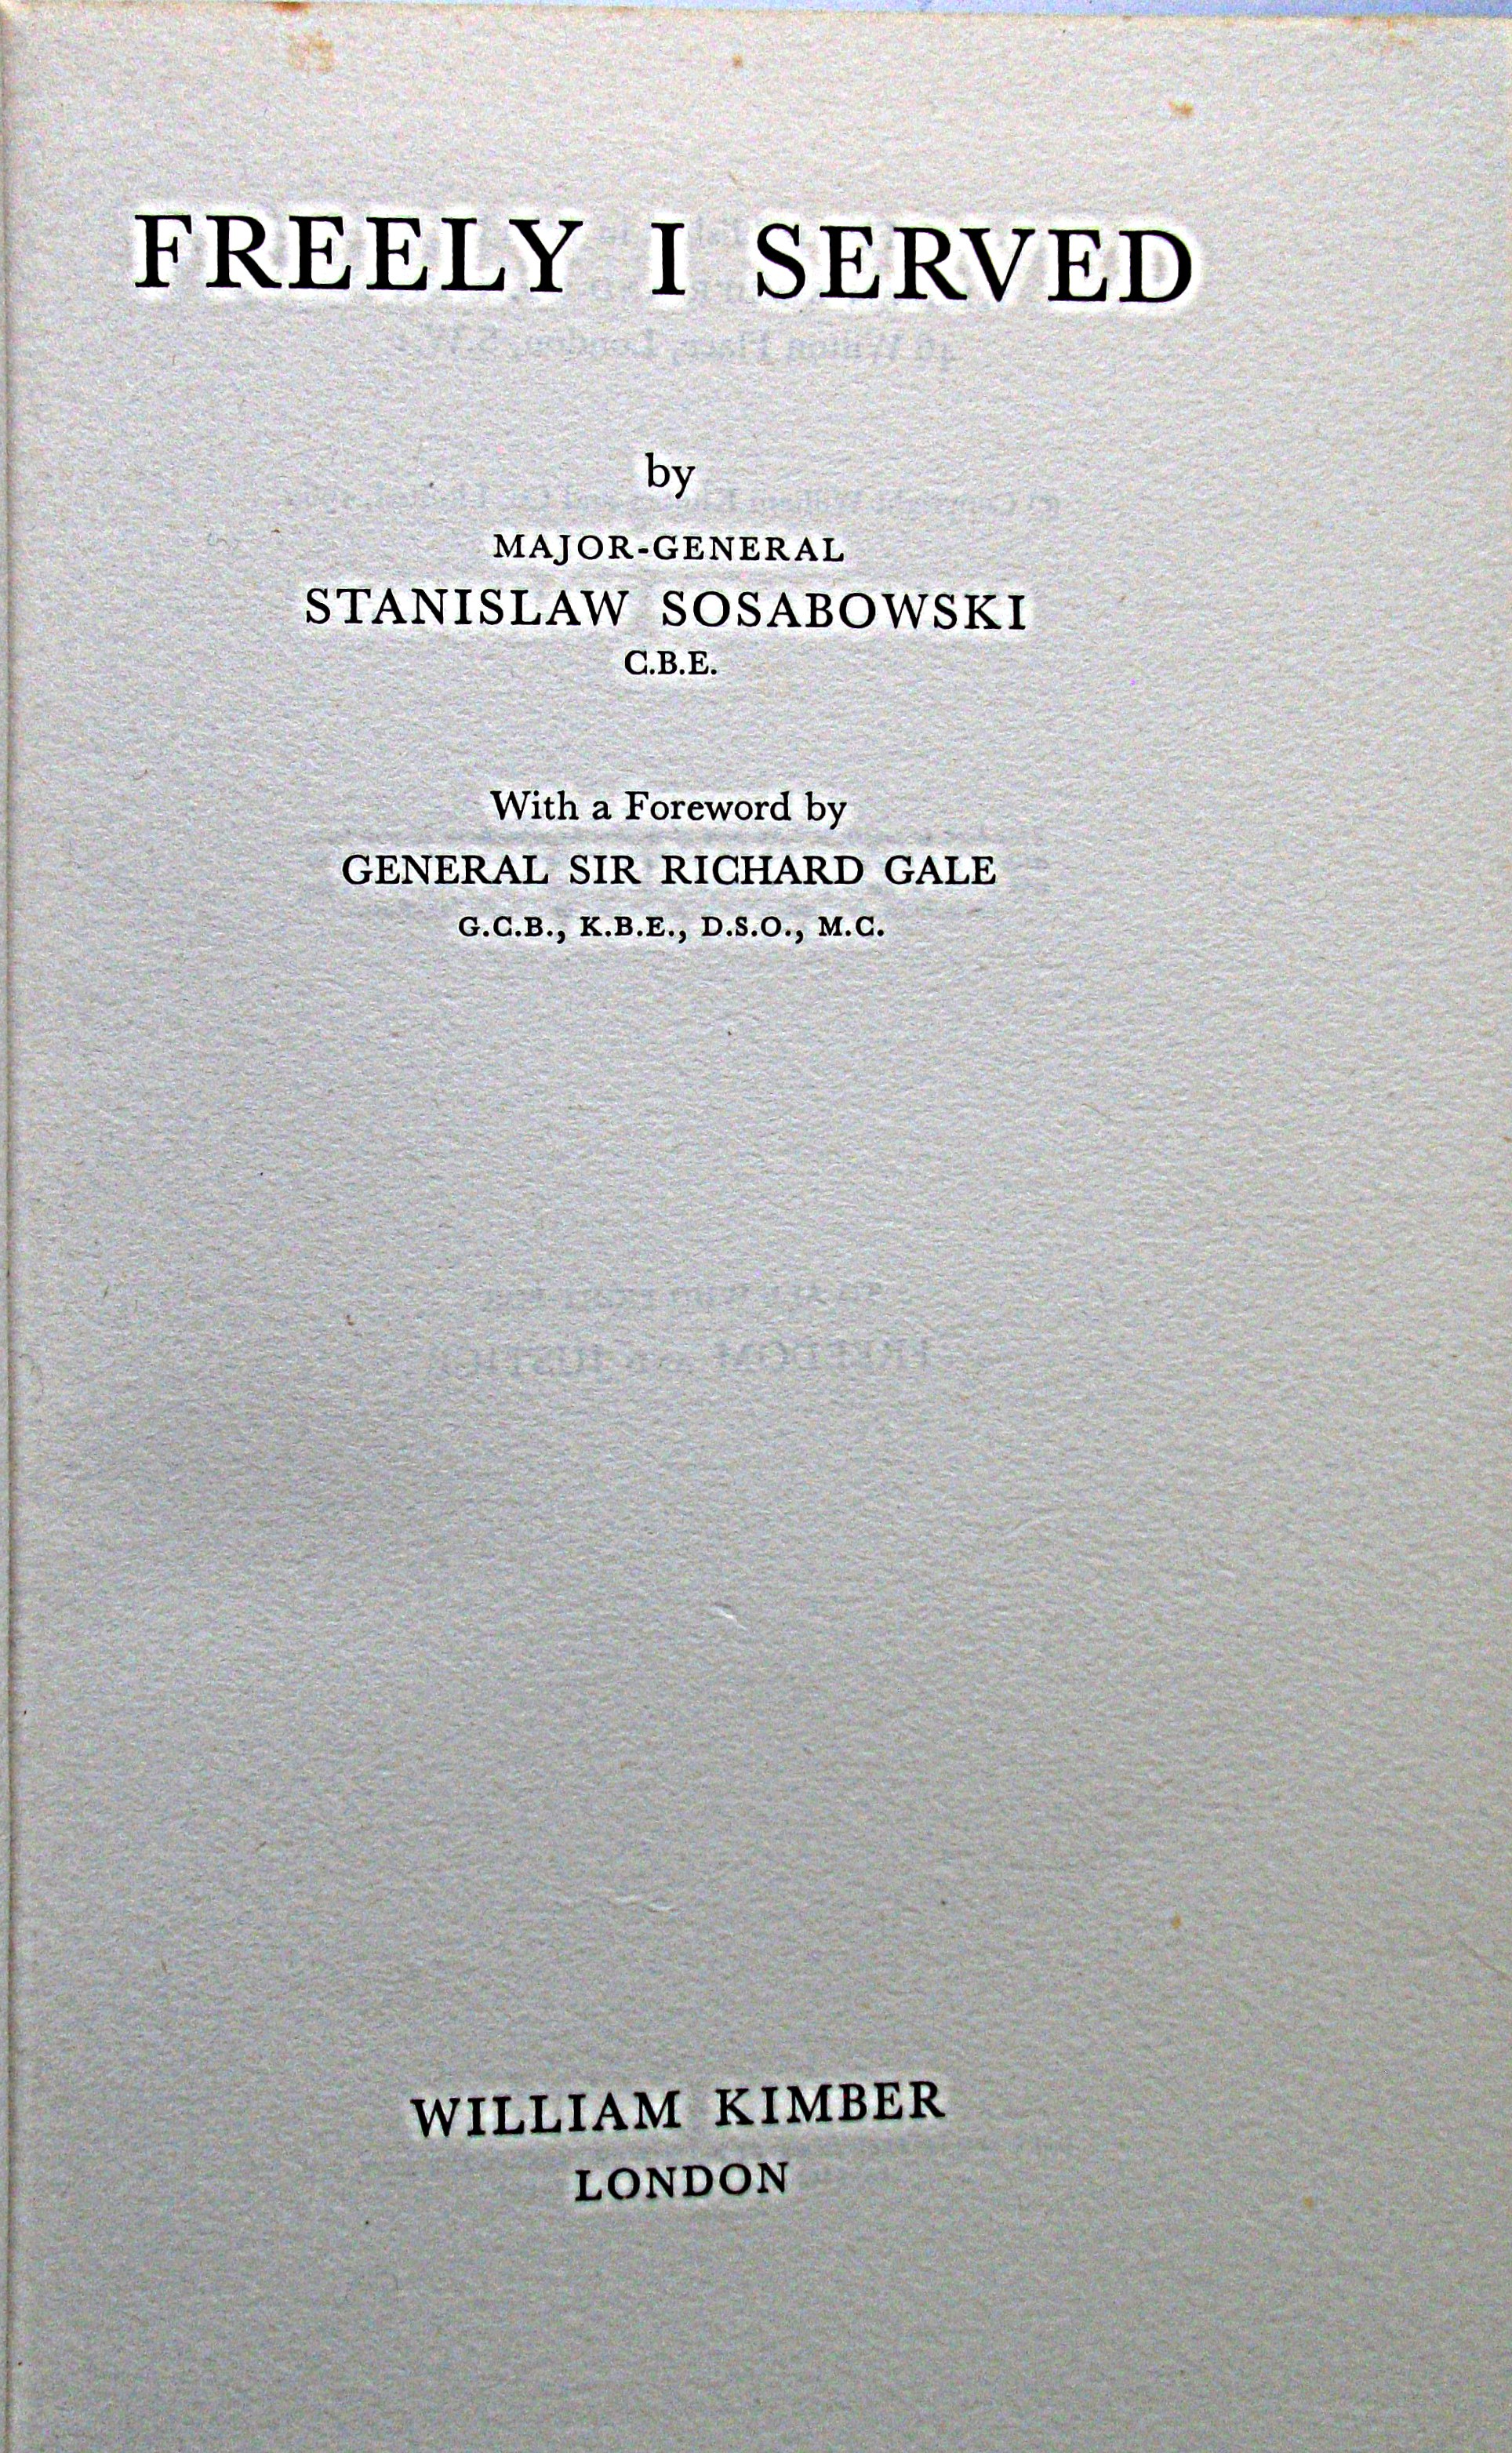 FREELY I SERVED
by
MAJOR-GENERAL
STANISLAW SOSABOWSKI
C.B.E.
With a Foreword by
GENERAL SIR RICHARD GALE
G.C.B., K.B.E., D.S.O., M.C.
WILLIAM KIMBER
LONDON